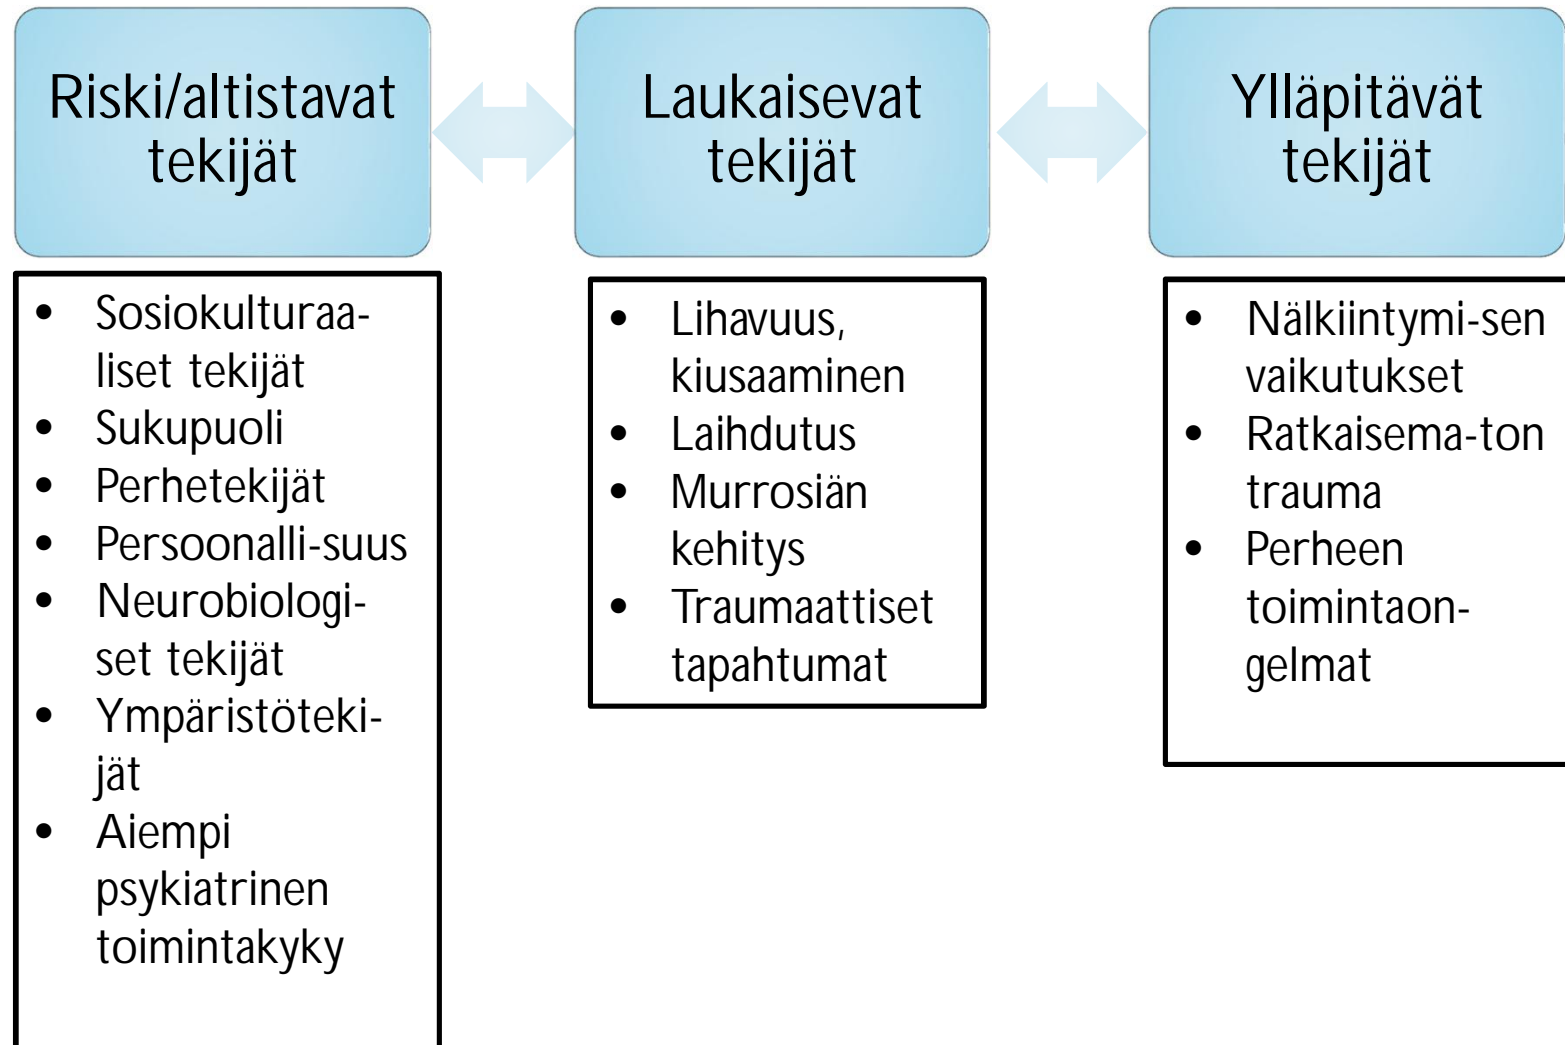 Riski/altistavat
tekijät
Laukaisevat
tekijät
Ylläpitävät
tekijät
• Sosiokulturaa-
liset tekijät
• Sukupuoli
• Perhetekijät
• Persoonalli-suus
• Neurobiologi-
set tekijät
• Ympäristöteki-
jät
• Aiempi
psykiatrinen
toimintakyky
• Lihavuus,
kiusaaminen
• Laihdutus
• Murrosiän
kehitys
• Traumaattiset
tapahtumat
• Nälkiintymi-sen
vaikutukset
• Ratkaisema-ton
trauma
• Perheen
toimintaon-
gelmat